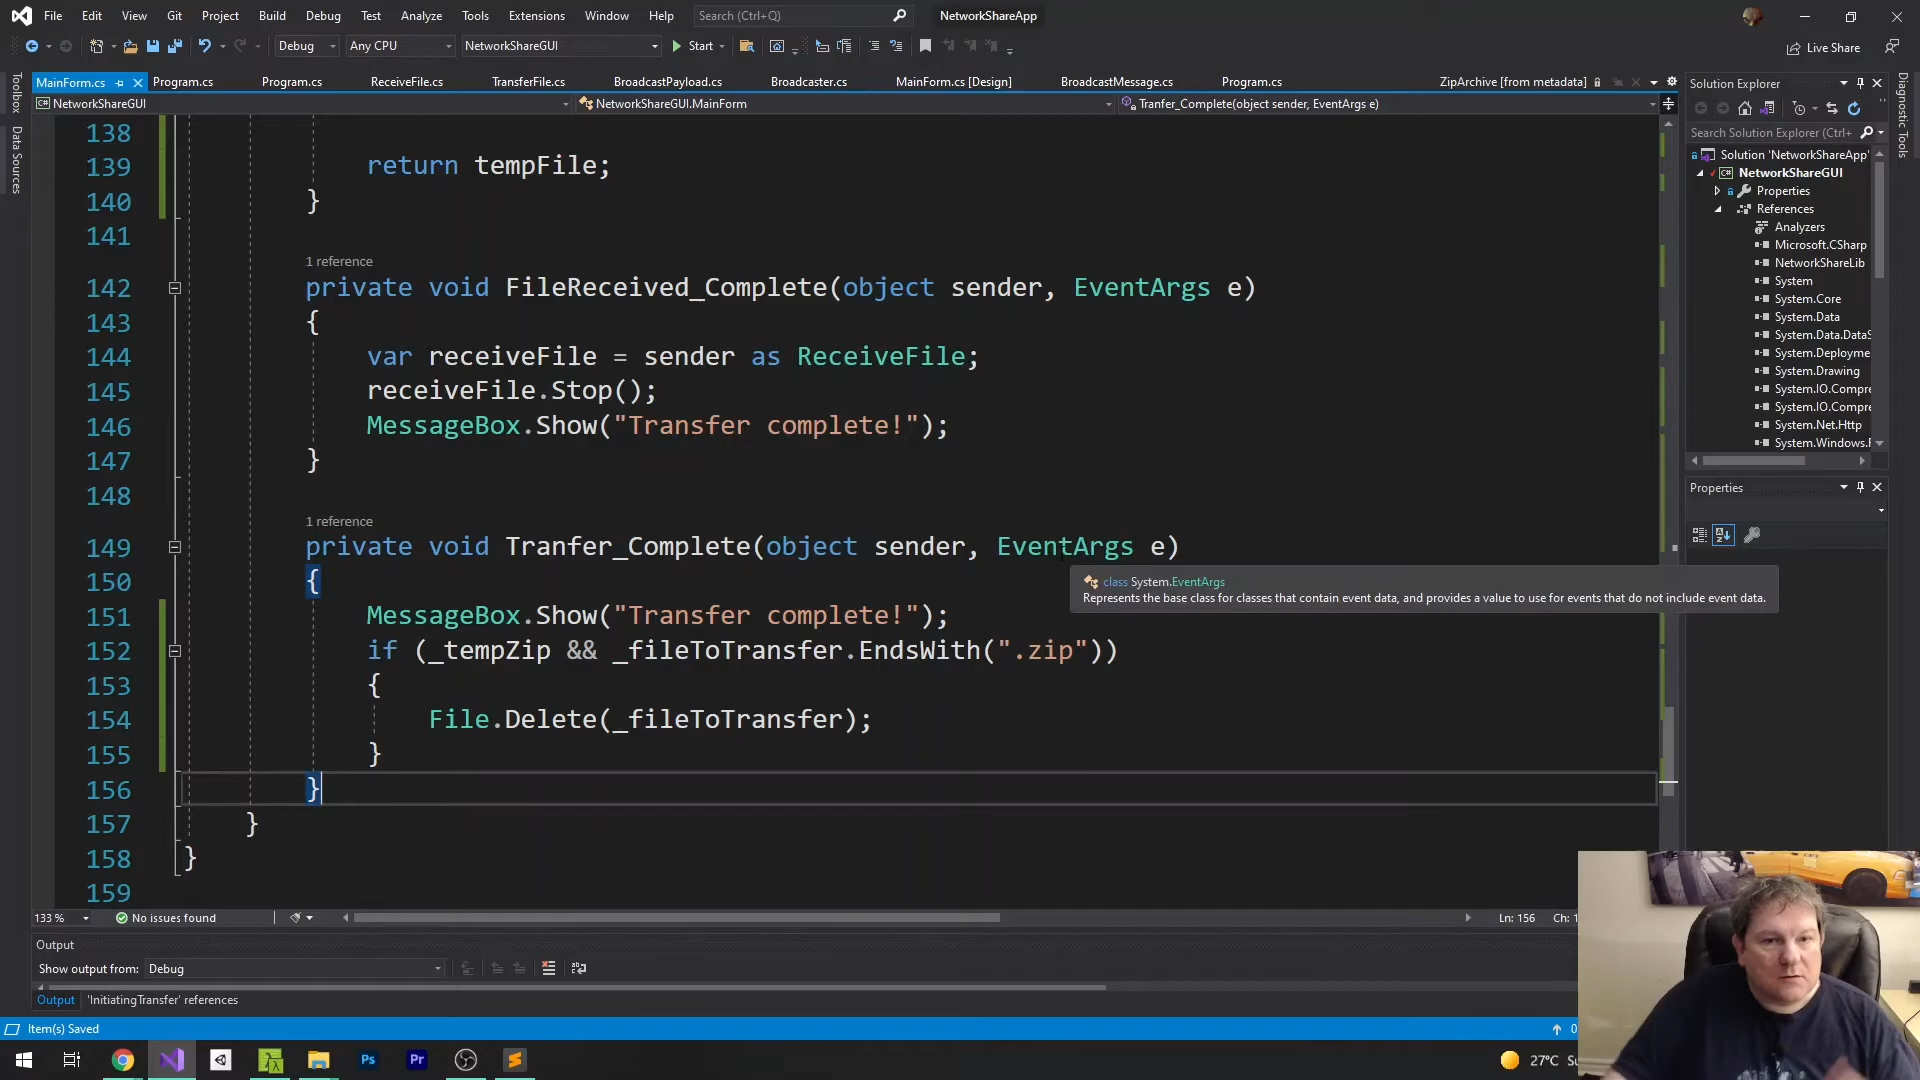 File Edit View Git Project Build Debug Test Analyze Tools Extensions Window Help Search (Ctrl+Q) NetworkShareApp
Debug Any CPU NetworkShareGUI Start Live Share
MainForm.cs Program.cs Program.cs ReceiveFile.cs TransferFile.cs BroadcastPayload.cs Broadcaster.cs MainForm.cs [Design] BroadcastMessage.cs Program.cs ZipArchive [from metadata]
NetworkShareGUI NetworkShareGUI.MainForm Tranfer_Complete(object sender, EventArgs e)
Toolbox
Data Sources
138
139 return tempFile;
140 }
141
1 reference
142 private void FileReceived_Complete(object sender, EventArgs e)
143 {
144 var receiveFile = sender as ReceiveFile;
145 receiveFile.Stop();
146 MessageBox.Show("Transfer complete!");
147 }
148
1 reference
149 private void Tranfer_Complete(object sender, EventArgs e)
150 {
class System.EventArgs
Represents the base class for classes that contain event data, and provides a value to use for events that do not include event data.
151 MessageBox.Show("Transfer complete!");
152 if (_tempZip && _fileToTransfer.EndsWith(".zip"))
153 {
154 File.Delete(_fileToTransfer);
155 }
156 }
157 }
158 }
159
133 % No issues found Ln: 156 Ch: 1
Output
Show output from: Debug
Output 'InitiatingTransfer' references
Item(s) Saved 0
Ps Pr 27°C Su
Solution Explorer
Search Solution Explorer (Ctrl+
Solution 'NetworkShareApp'
C# NetworkShareGUI
Properties
References
Analyzers
Microsoft.CSharp
NetworkShareLib
System
System.Core
System.Data
System.Data.DataS
System.Deployme
System.Drawing
System.IO.Compre
System.IO.Compre
System.Net.Http
System.Windows.F
Properties
Diagnostic Tools